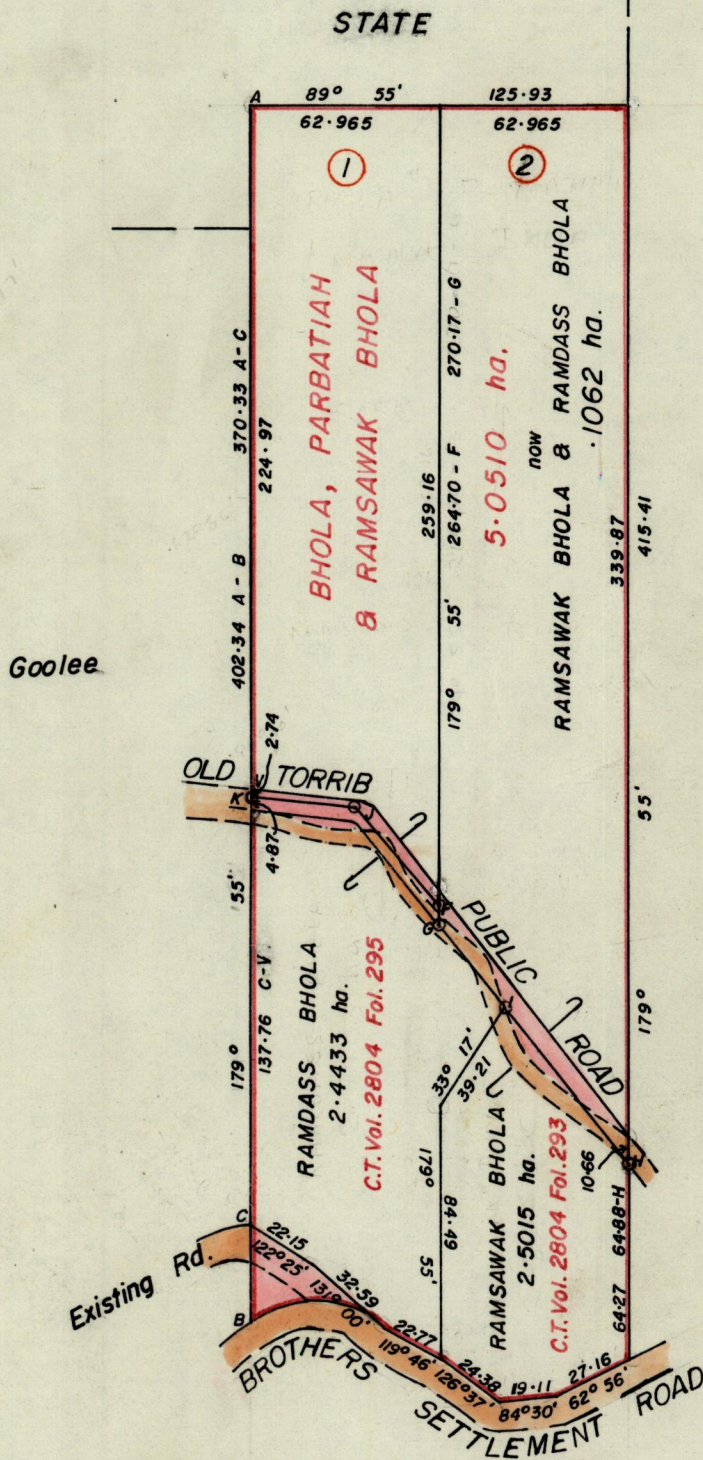 STATE
A
89° 55'
125·93
62·965
62·965
1
2
BHOLA, PARBATIAH
& RAMSAWAK BHOLA
370·33 A-C
224·97
402·34 A-B
259·16
264·70-F
270·17-G
179° 55'
5·0510 ha.
now
RAMSAWAK BHOLA & RAMDASS BHOLA
·1062 ha.
339·87
415·41
179° 55'
Goolee
OLD TORRIB PUBLIC ROAD
2·74
V
K
J
4·87
G
L
H
179° 55'
137·76 C-V
RAMDASS BHOLA
2·4433 ha.
C.T. Vol. 2804 Fol. 295
33° 17'
39·21
179° 55'
84·49
RAMSAWAK BHOLA
2·5015 ha.
C.T. Vol. 2804 Fol. 293
10·66
64·88-H
64·27
C
B
Existing Rd.
22·15
122° 25'
32·59
131° 00'
22·77
119° 46'
24·38
126° 37'
19·11
84° 30'
27·16
62° 56'
BROTHERS SETTLEMENT ROAD